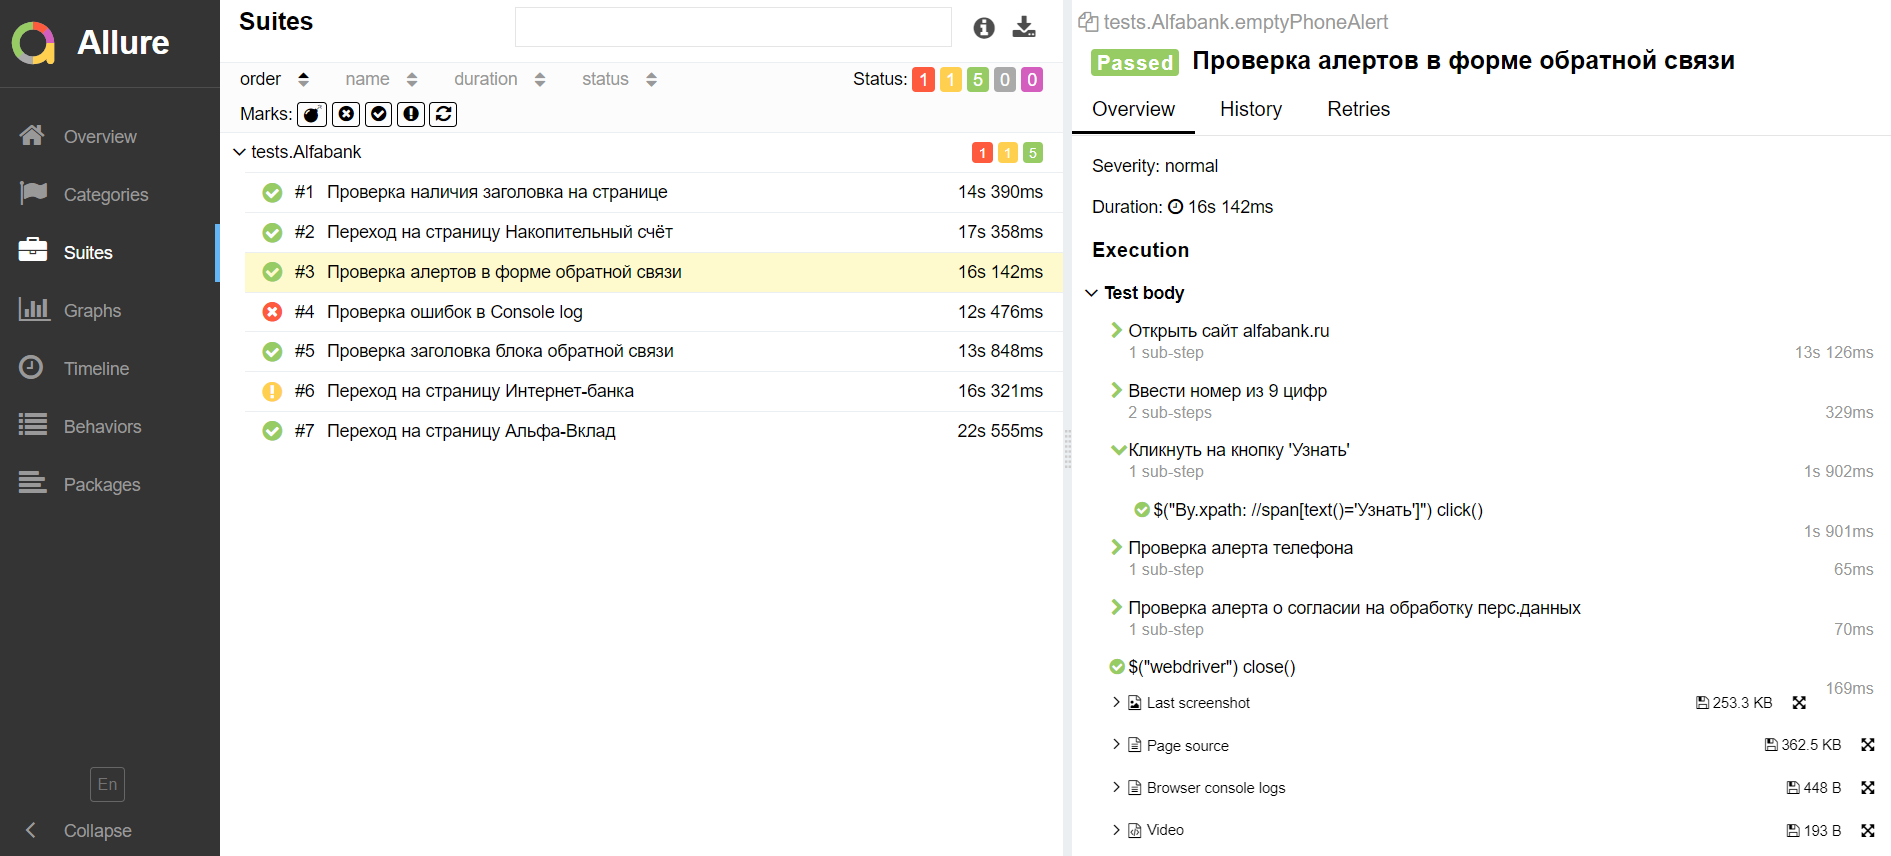 Allure
Overview
Categories
Suites
Graphs
Timeline
Behaviors
Packages
En
Collapse
Suites
order name duration status
Status: 1 1 5 0 0
Marks:
tests.Alfabank 1 1 5
#1 Проверка наличия заголовка на странице 14s 390ms
#2 Переход на страницу Накопительный счёт 17s 358ms
#3 Проверка алертов в форме обратной связи 16s 142ms
#4 Проверка ошибок в Console log 12s 476ms
#5 Проверка заголовка блока обратной связи 13s 848ms
#6 Переход на страницу Интернет-банка 16s 321ms
#7 Переход на страницу Альфа-Вклад 22s 555ms
tests.Alfabank.emptyPhoneAlert
Passed Проверка алертов в форме обратной связи
Overview History Retries
Severity: normal
Duration: 16s 142ms
Execution
Test body
Открыть сайт alfabank.ru
1 sub-step 13s 126ms
Ввести номер из 9 цифр
2 sub-steps 329ms
Кликнуть на кнопку 'Узнать'
1 sub-step 1s 902ms
$("By.xpath: //span[text()='Узнать']") click()
1s 901ms
Проверка алерта телефона
1 sub-step 65ms
Проверка алерта о согласии на обработку перс.данных
1 sub-step 70ms
$("webdriver") close()
169ms
Last screenshot 253.3 KB
Page source 362.5 KB
Browser console logs 448 B
Video 193 B